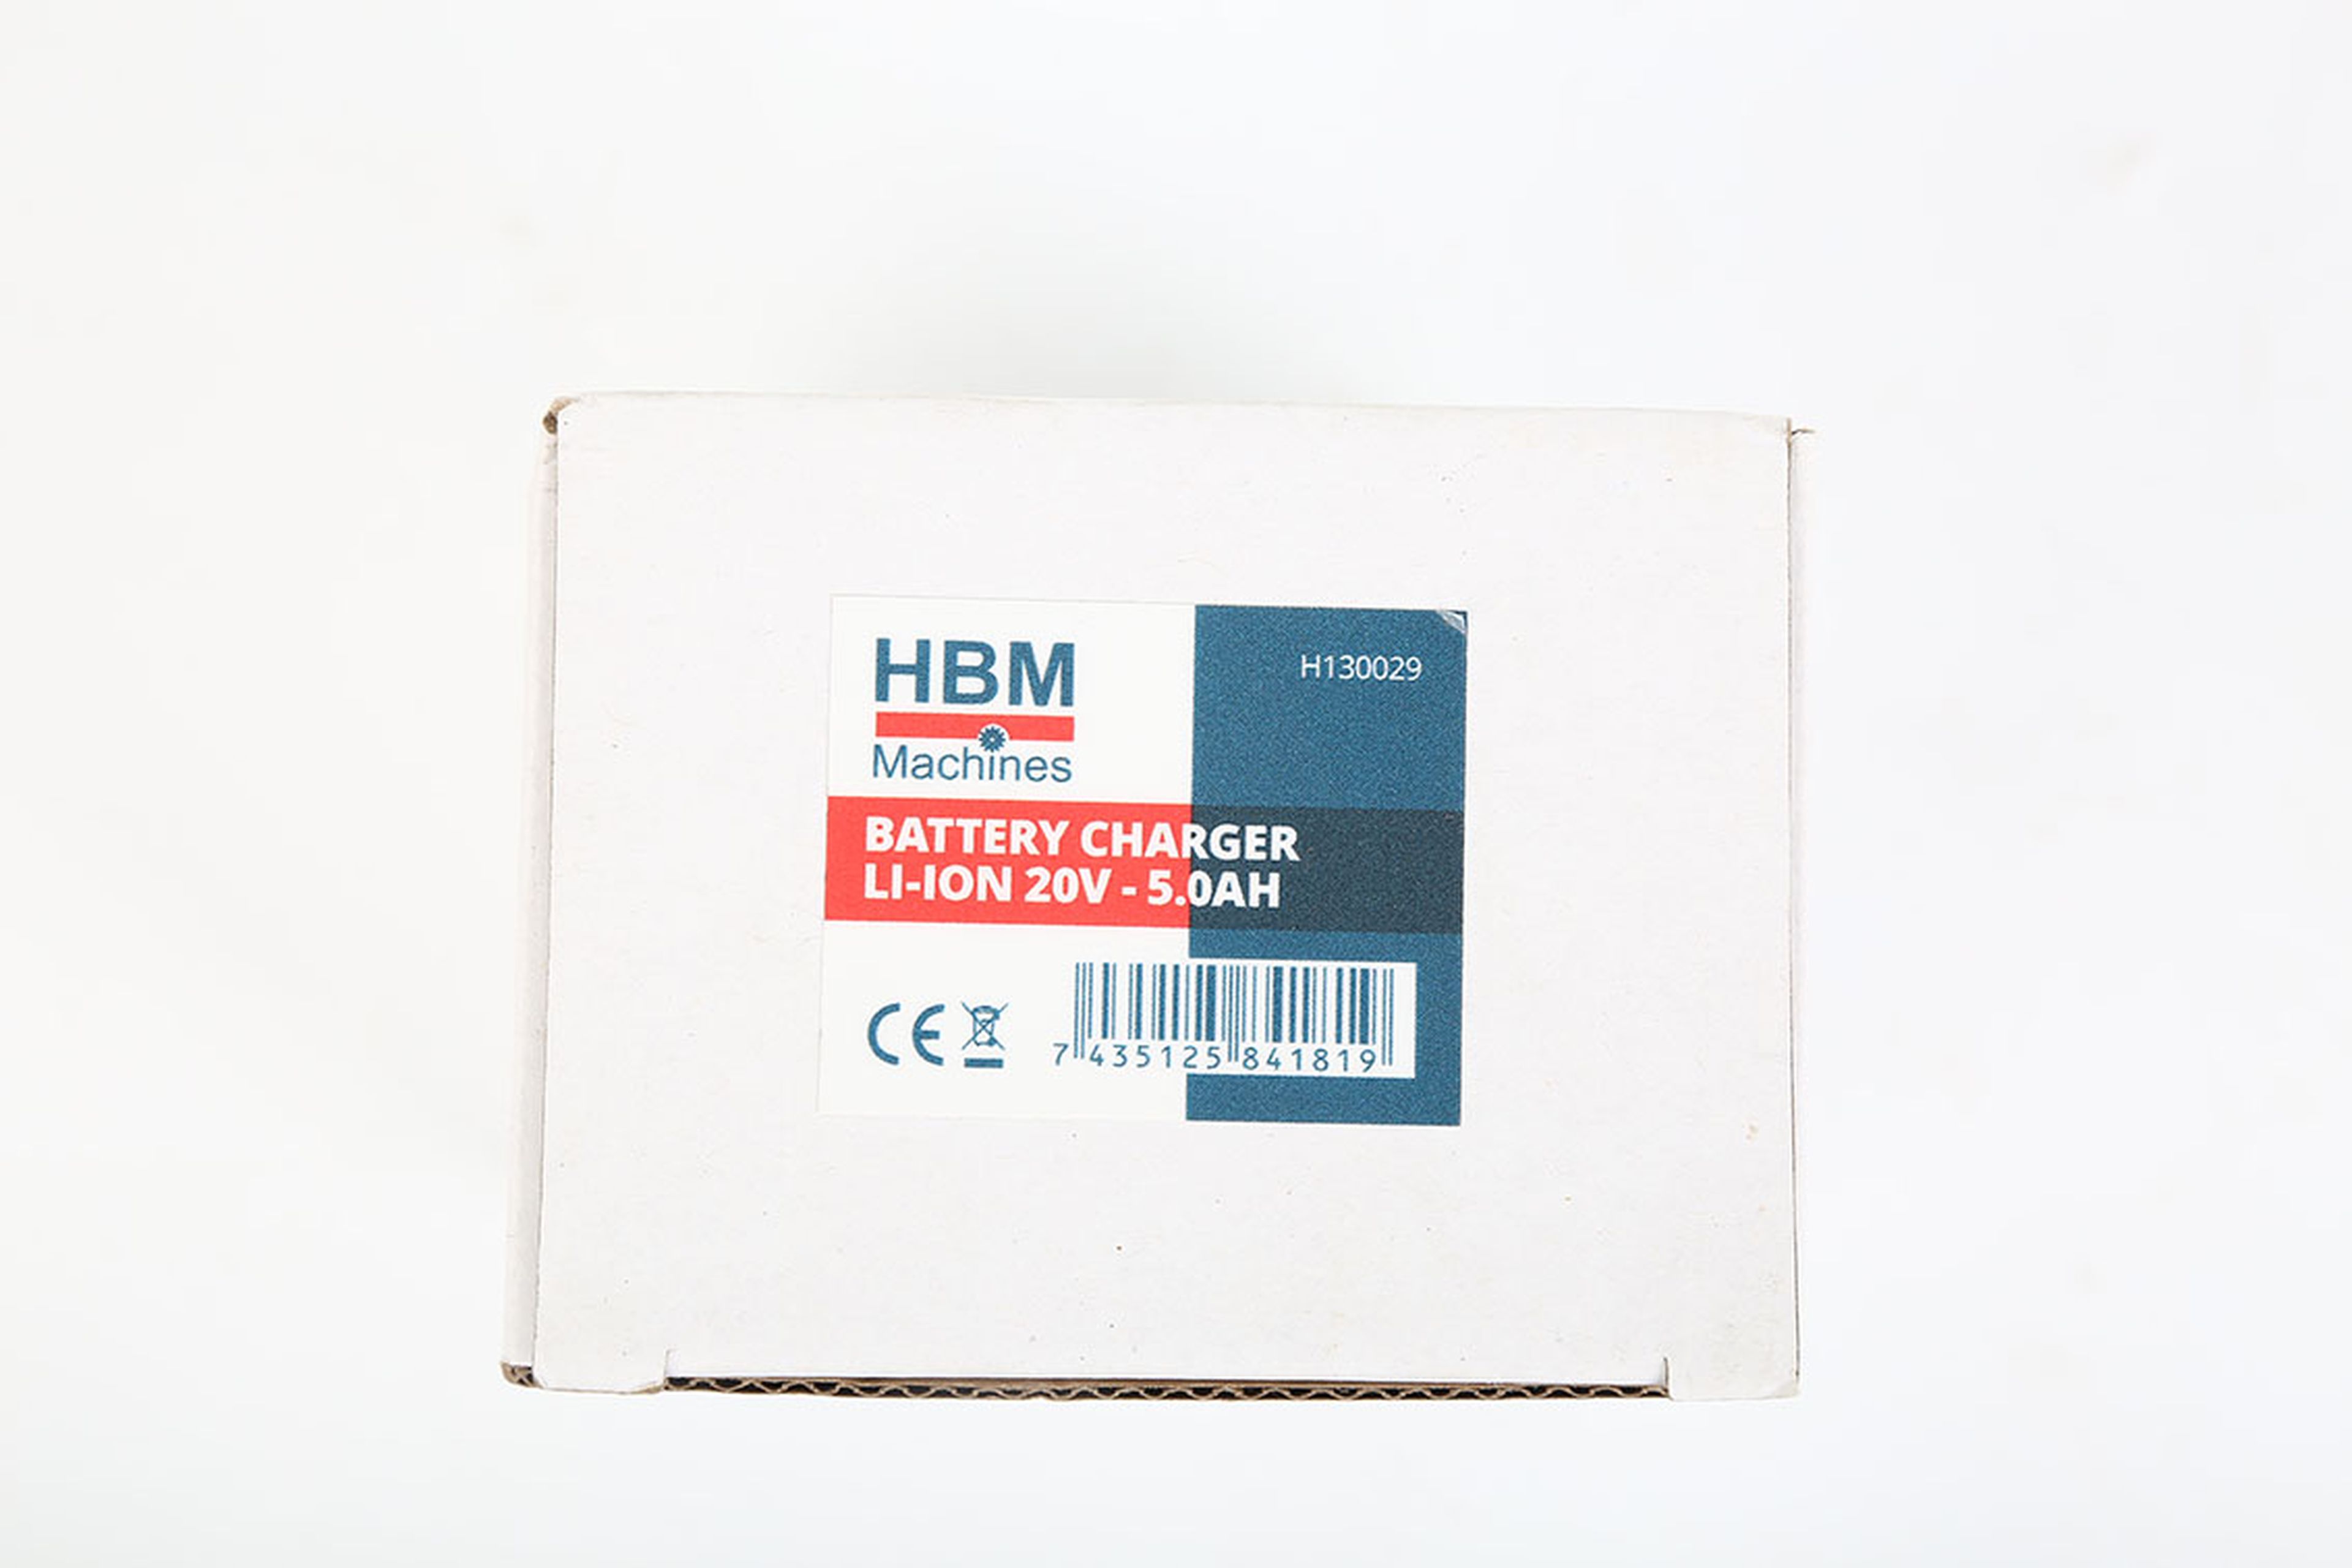 HBM
Machines
H130029
BATTERY CHARGER
LI-ION 20V - 5.0AH
CE
7 435125 841819